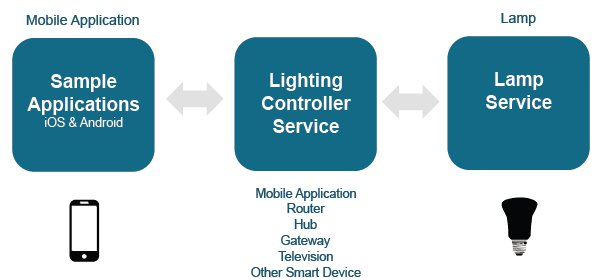 Mobile Application
Lamp
Sample
Applications
iOS & Android
Lighting
Controller
Service
Lamp
Service
Mobile Application
Router
Hub
Gateway
Television
Other Smart Device